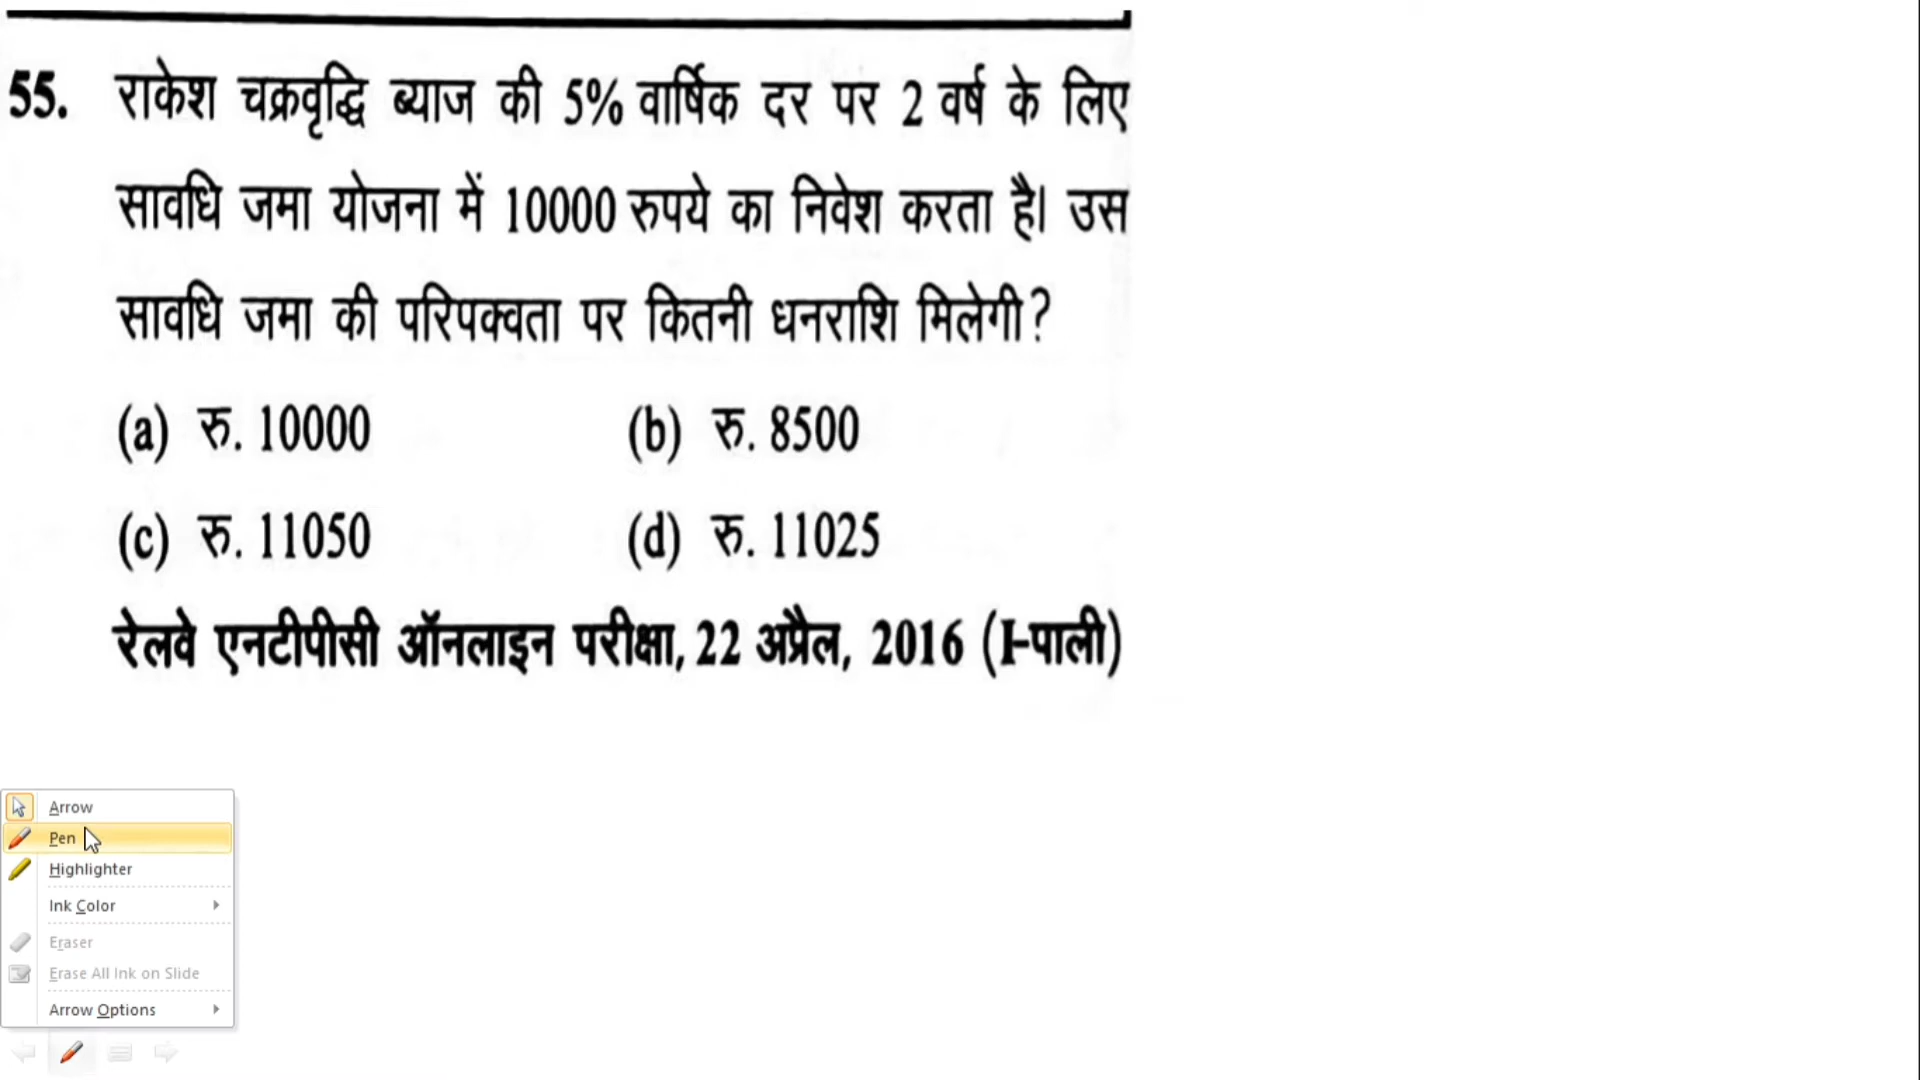 55. राकेश चक्रवृद्धि ब्याज की 5% वार्षिक दर पर 2 वर्ष के लिए
सावधि जमा योजना में 10000 रुपये का निवेश करता है। उस
सावधि जमा की परिपक्वता पर कितनी धनराशि मिलेगी?
(a) रु. 10000 (b) रु. 8500
(c) रु. 11050 (d) रु. 11025
रेलवे एनटीपीसी ऑनलाइन परीक्षा, 22 अप्रैल, 2016 (I-पाली)
Arrow
Pen
Highlighter
Ink Color
Eraser
Erase All Ink on Slide
Arrow Options